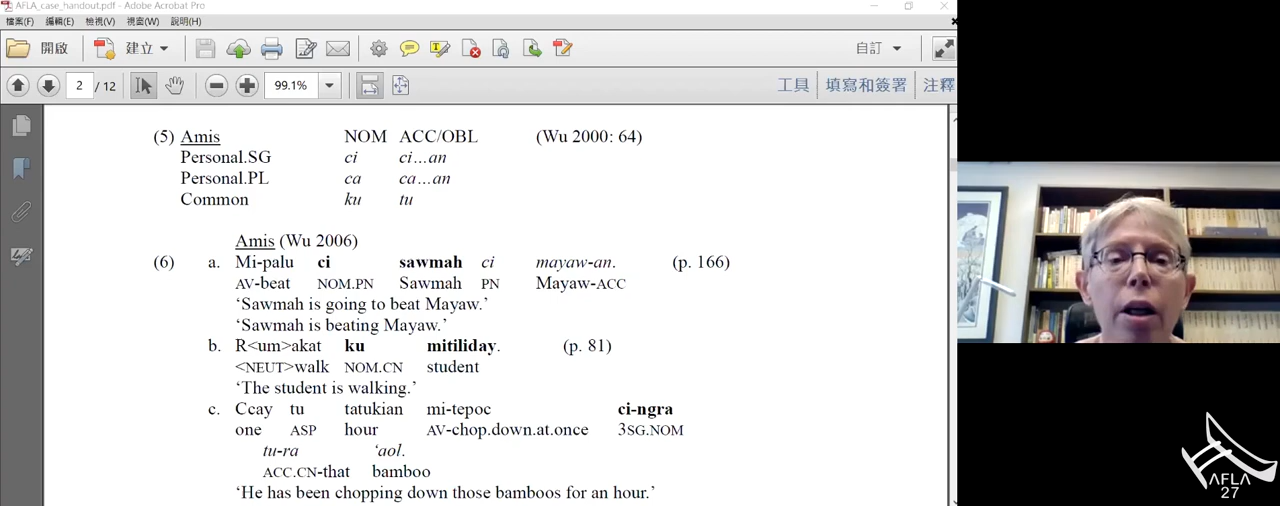 AFLA_case_handout.pdf - Adobe Acrobat Pro
檔案(F) 編輯(E) 檢視(V) 視窗(W) 說明(H)
開啟 建立 自訂
2 / 12 99.1% 工具 填寫和簽署 注釋
(5) Amis NOM ACC/OBL (Wu 2000: 64)
Personal.SG ci ci…an
Personal.PL ca ca…an
Common ku tu
Amis (Wu 2006)
(6) a. Mi-palu ci sawmah ci mayaw-an. (p. 166)
AV-beat NOM.PN Sawmah PN Mayaw-ACC
‘Sawmah is going to beat Mayaw.’
‘Sawmah is beating Mayaw.’
b. R<um>akat ku mitiliday. (p. 81)
<NEUT>walk NOM.CN student
‘The student is walking.’
c. Ccay tu tatukian mi-tepoc ci-ngra
one ASP hour AV-chop.down.at.once 3SG.NOM
tu-ra ‘aol.
ACC.CN-that bamboo
‘He has been chopping down those bamboos for an hour.’
AFLA
27